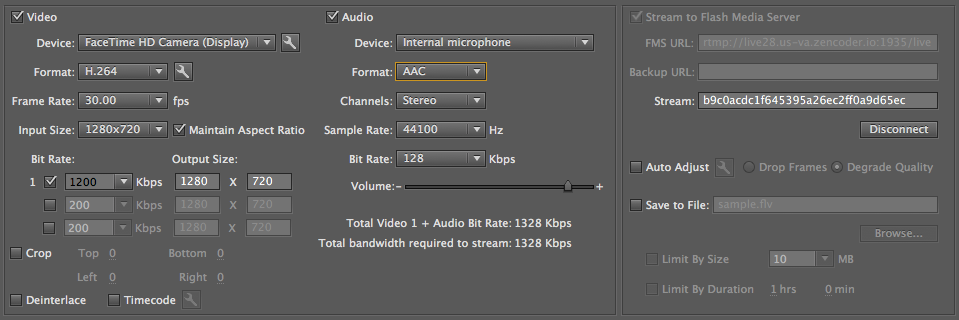 Video
Device: FaceTime HD Camera (Display)
Format: H.264
Frame Rate: 30.00 fps
Input Size: 1280x720 Maintain Aspect Ratio
Bit Rate: Output Size:
1 1200 Kbps 1280 X 720
200 Kbps 1280 X 720
200 Kbps 1280 X 720
Crop Top 0 Bottom 0
Left 0 Right 0
Deinterlace Timecode
Audio
Device: Internal microphone
Format: AAC
Channels: Stereo
Sample Rate: 44100 Hz
Bit Rate: 128 Kbps
Volume: - +
Total Video 1 + Audio Bit Rate: 1328 Kbps
Total bandwidth required to stream: 1328 Kbps
Stream to Flash Media Server
FMS URL: rtmp://live28.us-va.zencoder.io:1935/live
Backup URL:
Stream: b9c0acdc1f645395a26ec2ff0a9d65ec
Disconnect
Auto Adjust Drop Frames Degrade Quality
Save to File: sample.flv
Browse...
Limit By Size 10 MB
Limit By Duration 1 hrs 0 min